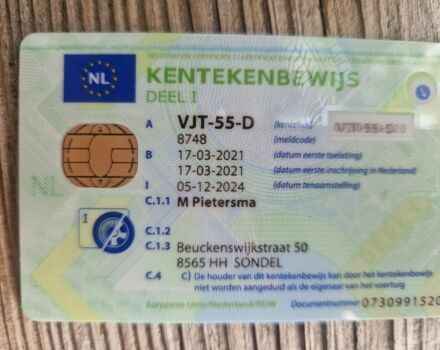 NL
KENTEKENBEWIJS
DEEL I
A VJT-55-D (kenteken)
8748 (meldcode)
B 17-03-2021 (datum eerste toelating)
17-03-2021 (datum eerste inschrijving in Nederland)
I 05-12-2024 (datum tenaamstelling)
C.1.1 M Pietersma
C.1.2
C.1.3 Beuckenswijkstraat 50
8565 HH SONDEL
C.4 C) De houder van dit kentekenbewijs kan door het kentekenbewijs
niet worden aangeduid als de eigenaar van het voertuig
Europese Unie/Nederland/RDW Documentnummer 0730991520